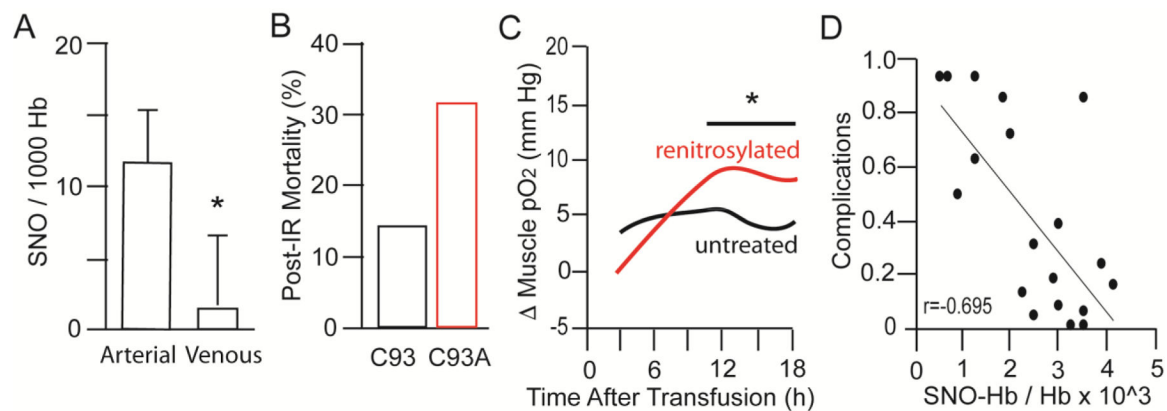 A
SNO / 1000 Hb
20
10
0
*
Arterial Venous
B
Post-IR Mortality (%)
40
30
20
10
0
C93 C93A
C
Δ Muscle pO2 (mm Hg)
20
15
10
5
0
-5
*
renitrosylated
untreated
0 6 12 18
Time After Transfusion (h)
D
Complications
1.0
0.8
0.6
0.4
0.2
0
r=-0.695
0 1 2 3 4 5
SNO-Hb / Hb x 10^3